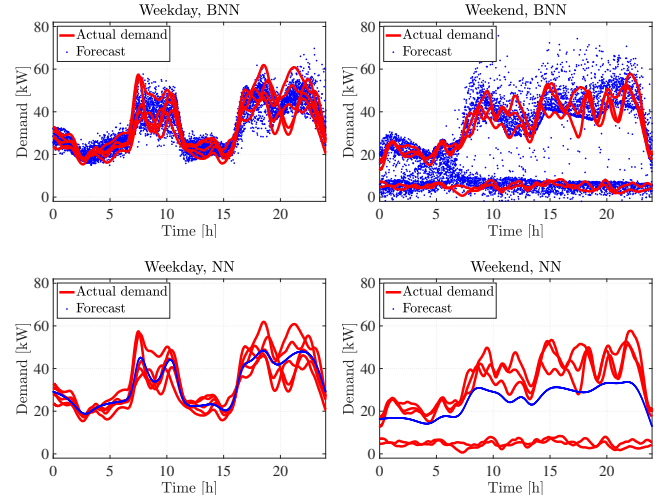 Weekday, BNN
80
60
40
20
0
Demand [kW]
Actual demand
Forecast
0 5 10 15 20
Time [h]
Weekend, BNN
80
60
40
20
0
Demand [kW]
Actual demand
Forecast
0 5 10 15 20
Time [h]
Weekday, NN
80
60
40
20
0
Demand [kW]
Actual demand
Forecast
0 5 10 15 20
Time [h]
Weekend, NN
80
60
40
20
0
Demand [kW]
Actual demand
Forecast
0 5 10 15 20
Time [h]